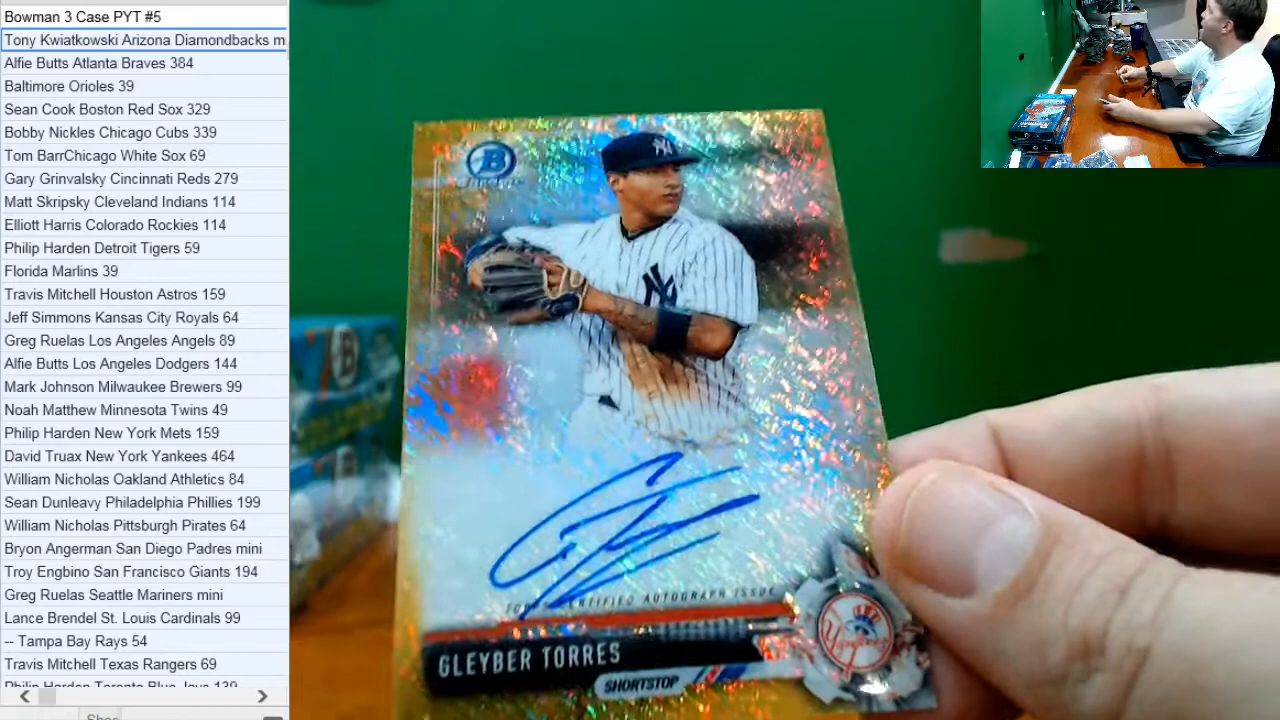 Bowman 3 Case PYT #5
Tony Kwiatkowski Arizona Diamondbacks m
Alfie Butts Atlanta Braves 384
Baltimore Orioles 39
Sean Cook Boston Red Sox 329
Bobby Nickles Chicago Cubs 339
Tom BarrChicago White Sox 69
Gary Grinvalsky Cincinnati Reds 279
Matt Skripsky Cleveland Indians 114
Elliott Harris Colorado Rockies 114
Philip Harden Detroit Tigers 59
Florida Marlins 39
Travis Mitchell Houston Astros 159
Jeff Simmons Kansas City Royals 64
Greg Ruelas Los Angeles Angels 89
Alfie Butts Los Angeles Dodgers 144
Mark Johnson Milwaukee Brewers 99
Noah Matthew Minnesota Twins 49
Philip Harden New York Mets 159
David Truax New York Yankees 464
William Nicholas Oakland Athletics 84
Sean Dunleavy Philadelphia Phillies 199
William Nicholas Pittsburgh Pirates 64
Bryon Angerman San Diego Padres mini
Troy Engbino San Francisco Giants 194
Greg Ruelas Seattle Mariners mini
Lance Brendel St. Louis Cardinals 99
-- Tampa Bay Rays 54
Travis Mitchell Texas Rangers 69
Philip Harden Toronto Blue Jays 139
B
Chrome
NY
NY
TOPPS CERTIFIED AUTOGRAPH ISSUE
GLEYBER TORRES
SHORTSTOP
Yankees